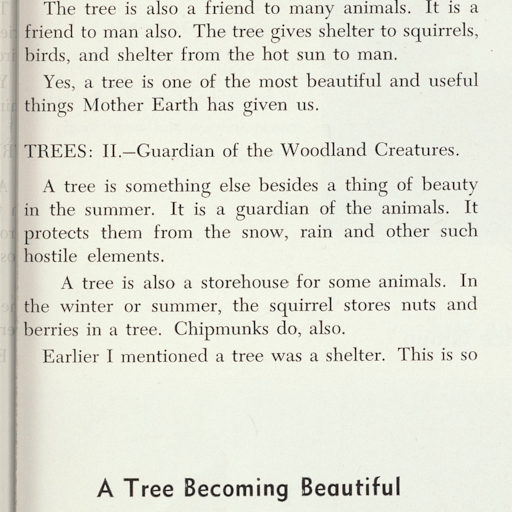 The tree is also a friend to many animals. It is a
friend to man also. The tree gives shelter to squirrels,
birds, and shelter from the hot sun to man.
Yes, a tree is one of the most beautiful and useful
things Mother Earth has given us.
TREES: II.—Guardian of the Woodland Creatures.
A tree is something else besides a thing of beauty
in the summer. It is a guardian of the animals. It
protects them from the snow, rain and other such
hostile elements.
A tree is also a storehouse for some animals. In
the winter or summer, the squirrel stores nuts and
berries in a tree. Chipmunks do, also.
Earlier I mentioned a tree was a shelter. This is so
A Tree Becoming Beautiful